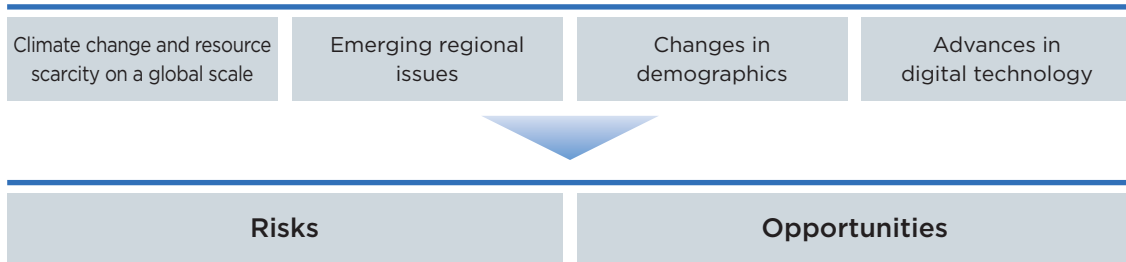 Climate change and resource
scarcity on a global scale
Emerging regional
issues
Changes in
demographics
Advances in
digital technology
Risks
Opportunities